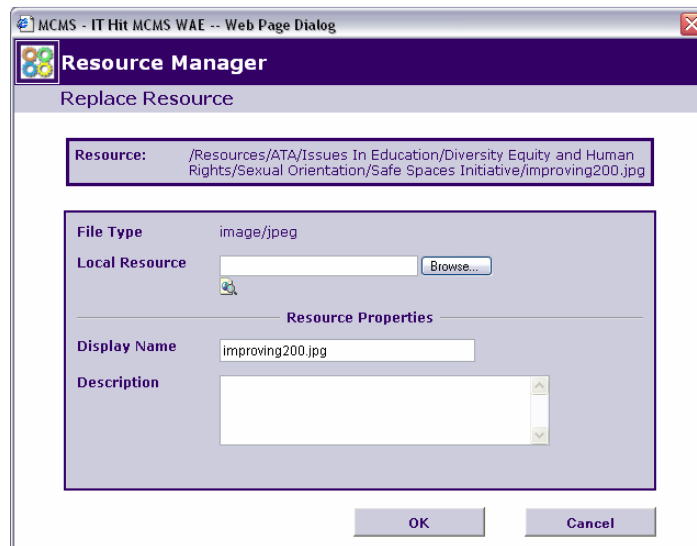 MCMS - IT Hit MCMS WAE -- Web Page Dialog
Resource Manager
Replace Resource
Resource: /Resources/ATA/Issues In Education/Diversity Equity and Human
Rights/Sexual Orientation/Safe Spaces Initiative/improving200.jpg
File Type image/jpeg
Local Resource Browse...
Resource Properties
Display Name improving200.jpg
Description
OK Cancel